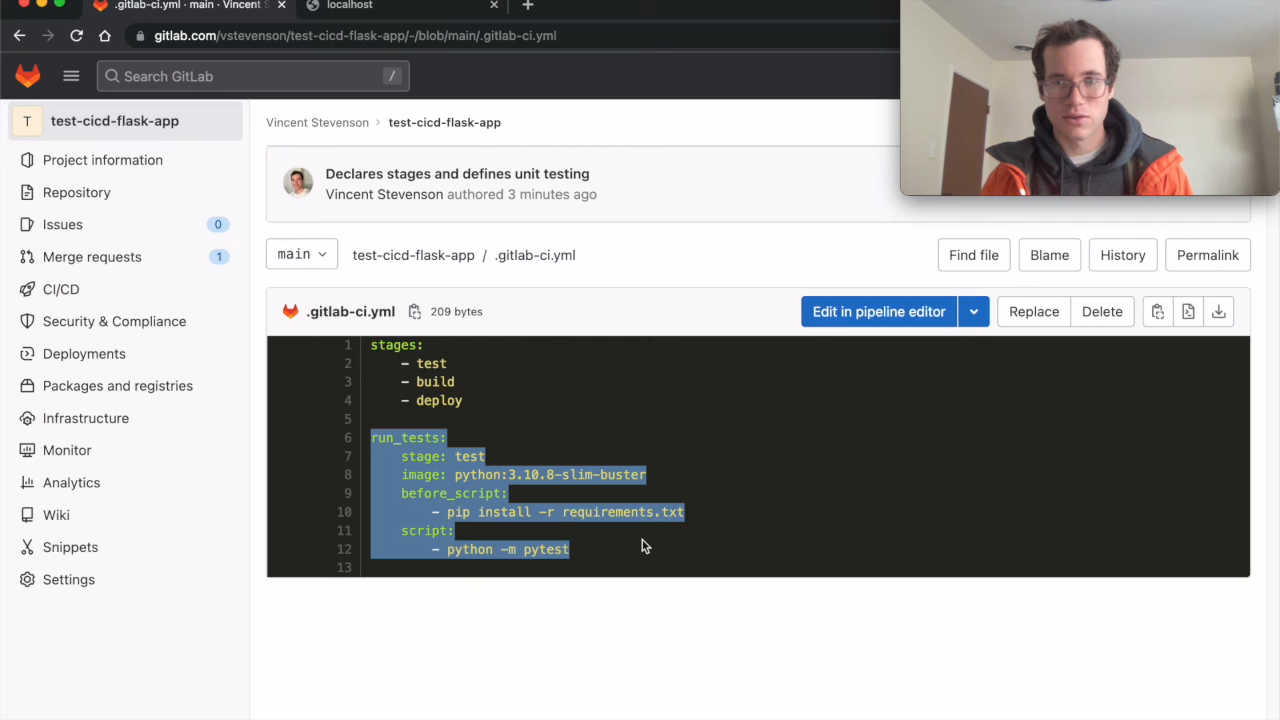 .gitlab-ci.yml · main · Vincent S
localhost
gitlab.com/vstevenson/test-cicd-flask-app/-/blob/main/.gitlab-ci.yml
Search GitLab /
T test-cicd-flask-app
Project information
Repository
Issues 0
Merge requests 1
CI/CD
Security & Compliance
Deployments
Packages and registries
Infrastructure
Monitor
Analytics
Wiki
Snippets
Settings
Vincent Stevenson › test-cicd-flask-app
Declares stages and defines unit testing
Vincent Stevenson authored 3 minutes ago
main test-cicd-flask-app / .gitlab-ci.yml Find file Blame History Permalink
.gitlab-ci.yml 209 bytes Edit in pipeline editor Replace Delete
1 stages:
2 - test
3 - build
4 - deploy
5
6 run_tests:
7 stage: test
8 image: python:3.10.8-slim-buster
9 before_script:
10 - pip install -r requirements.txt
11 script:
12 - python -m pytest
13